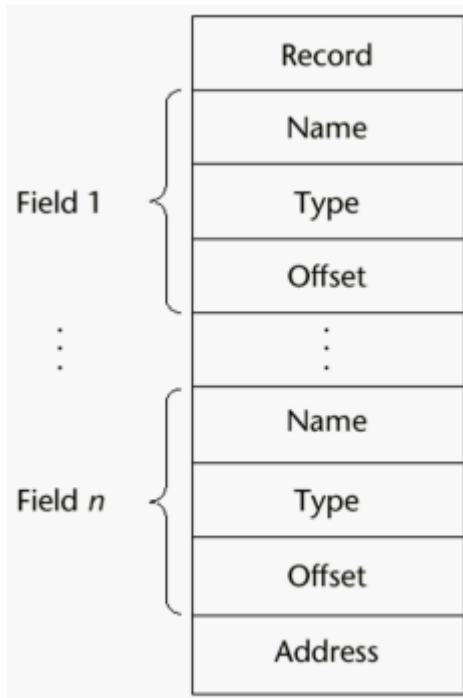 Record
Name
Field 1
Type
Offset
⋮ ⋮
Name
Field n
Type
Offset
Address